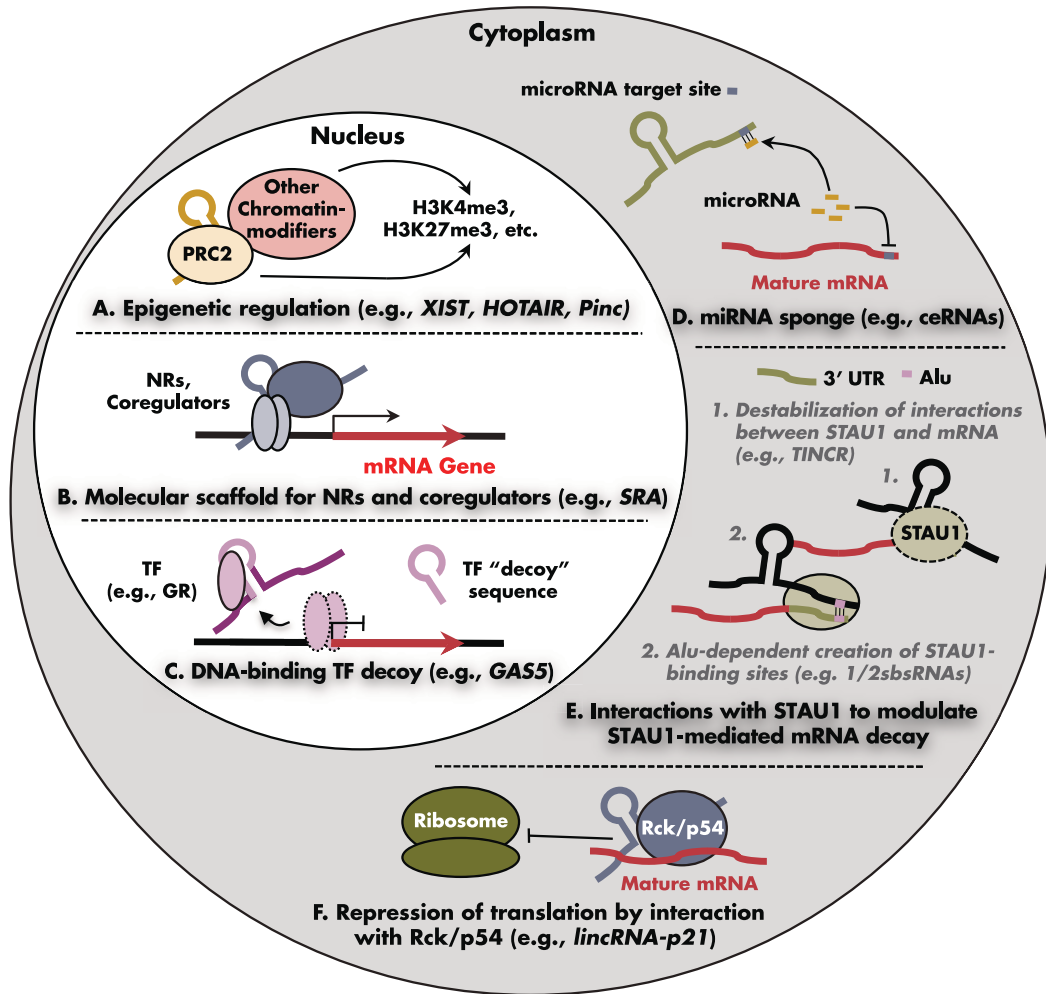 Cytoplasm
Nucleus
Other
Chromatin-
modifiers
PRC2
H3K4me3,
H3K27me3, etc.
A. Epigenetic regulation (e.g., XIST, HOTAIR, Pinc)
NRs,
Coregulators
mRNA Gene
B. Molecular scaffold for NRs and coregulators (e.g., SRA)
TF
(e.g., GR)
TF “decoy”
sequence
C. DNA-binding TF decoy (e.g., GAS5)
microRNA target site
microRNA
Mature mRNA
D. miRNA sponge (e.g., ceRNAs)
3′ UTR
Alu
1. Destabilization of interactions
between STAU1 and mRNA
(e.g., TINCR)
1.
STAU1
2.
2. Alu-dependent creation of STAU1-
binding sites (e.g. 1/2sbsRNAs)
E. Interactions with STAU1 to modulate
STAU1-mediated mRNA decay
Ribosome
Rck/p54
Mature mRNA
F. Repression of translation by interaction
with Rck/p54 (e.g., lincRNA-p21)